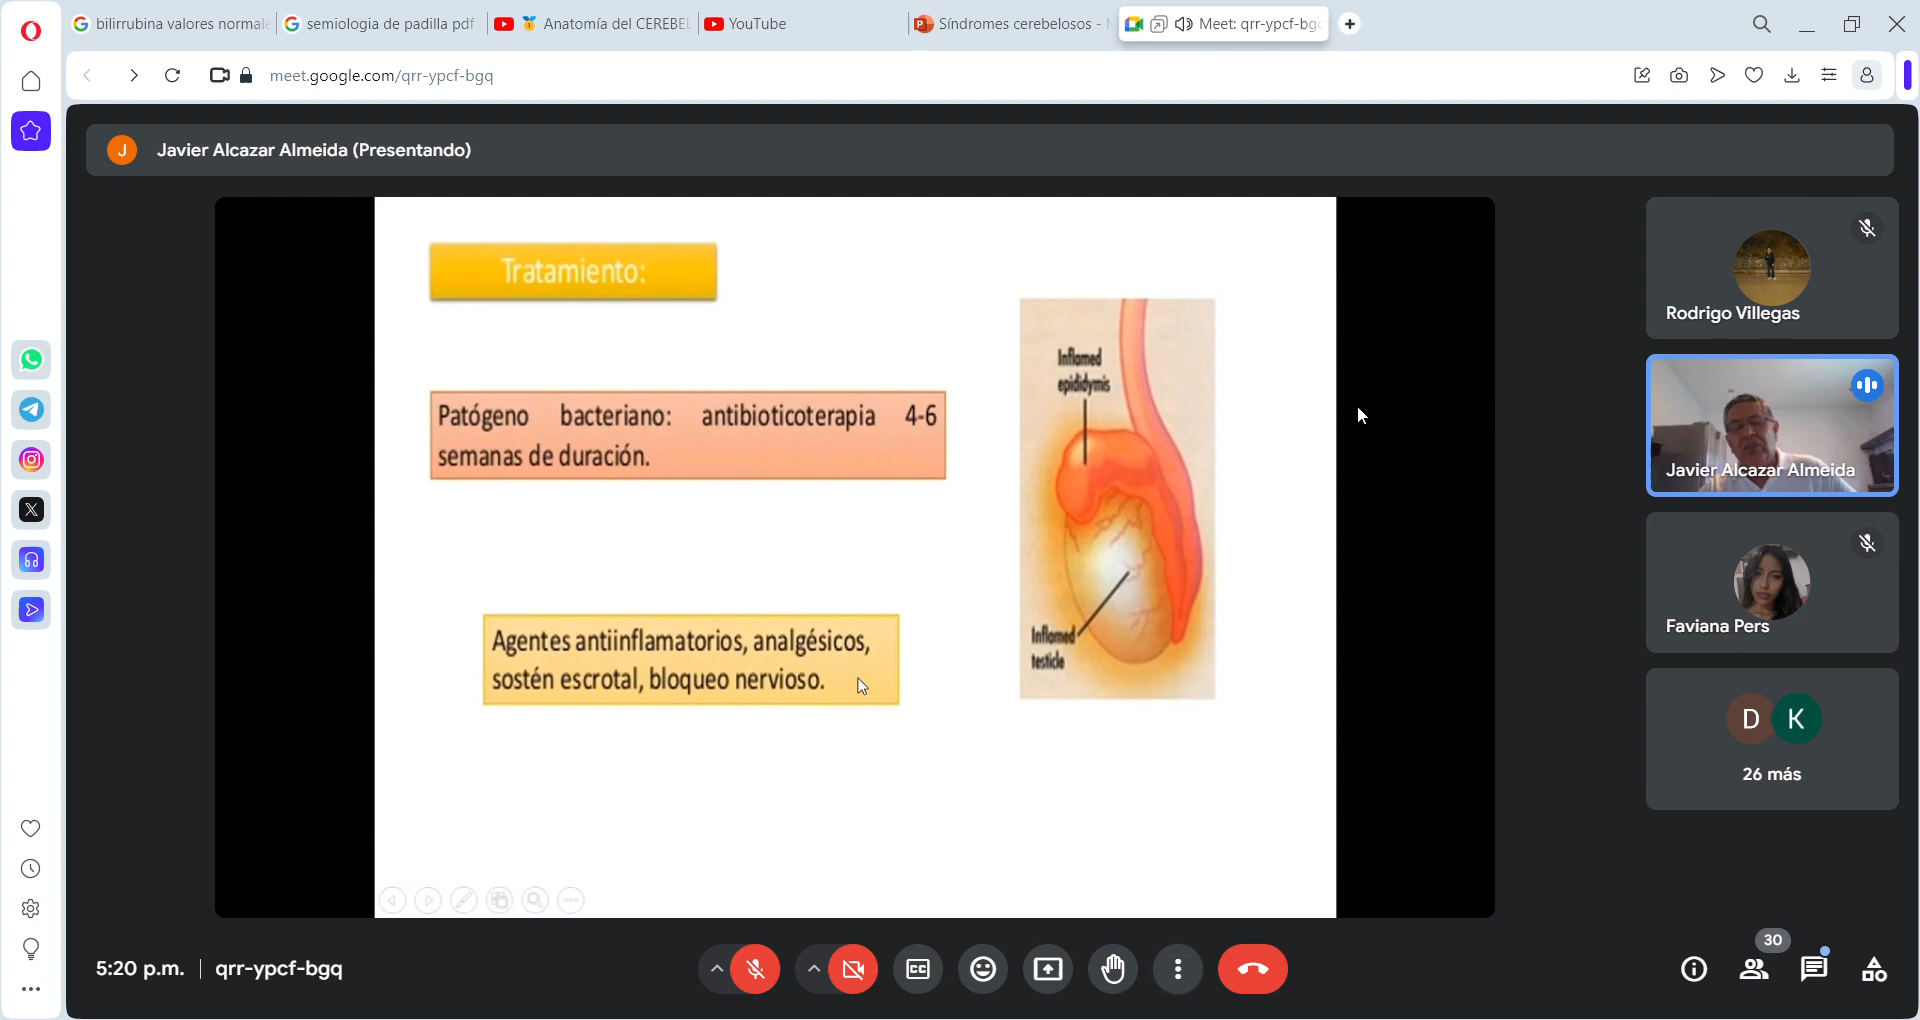 bilirrubina valores normale
semiologia de padilla pdf
Anatomía del CEREBEL
YouTube
Síndromes cerebelosos - M
Meet: qrr-ypcf-bgq
meet.google.com/qrr-ypcf-bgq
J
Javier Alcazar Almeida (Presentando)
Tratamiento:
Patógeno bacteriano: antibioticoterapia 4-6
semanas de duración.
Agentes antiinflamatorios, analgésicos,
sostén escrotal, bloqueo nervioso.
Inflamed
epididymis
Inflamed
testicle
Rodrigo Villegas
Javier Alcazar Almeida
Faviana Pers
D K
26 más
5:20 p.m. | qrr-ypcf-bgq
CC
30